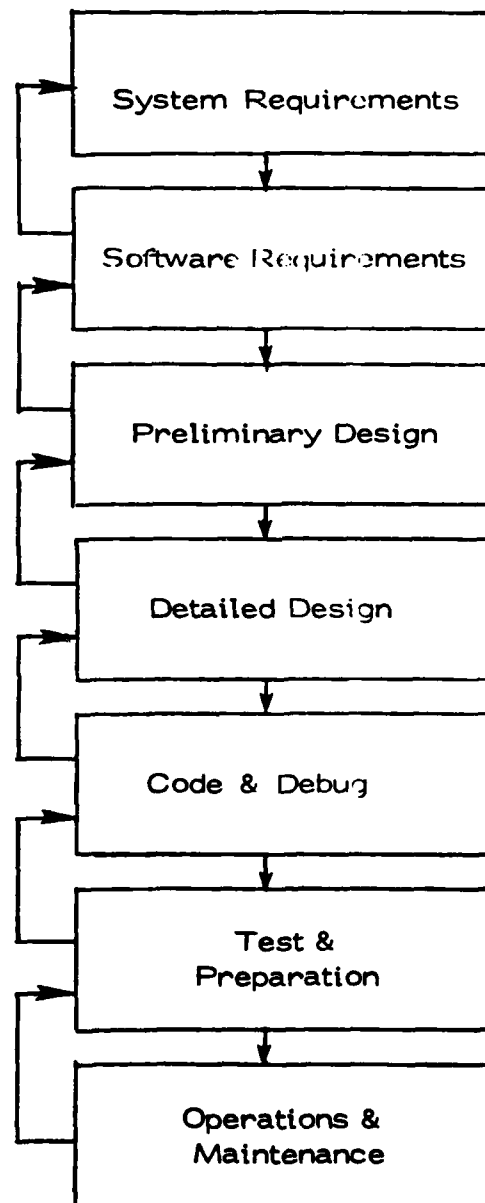 System Requirements
Software Requirements
Preliminary Design
Detailed Design
Code & Debug
Test &
Preparation
Operations &
Maintenance